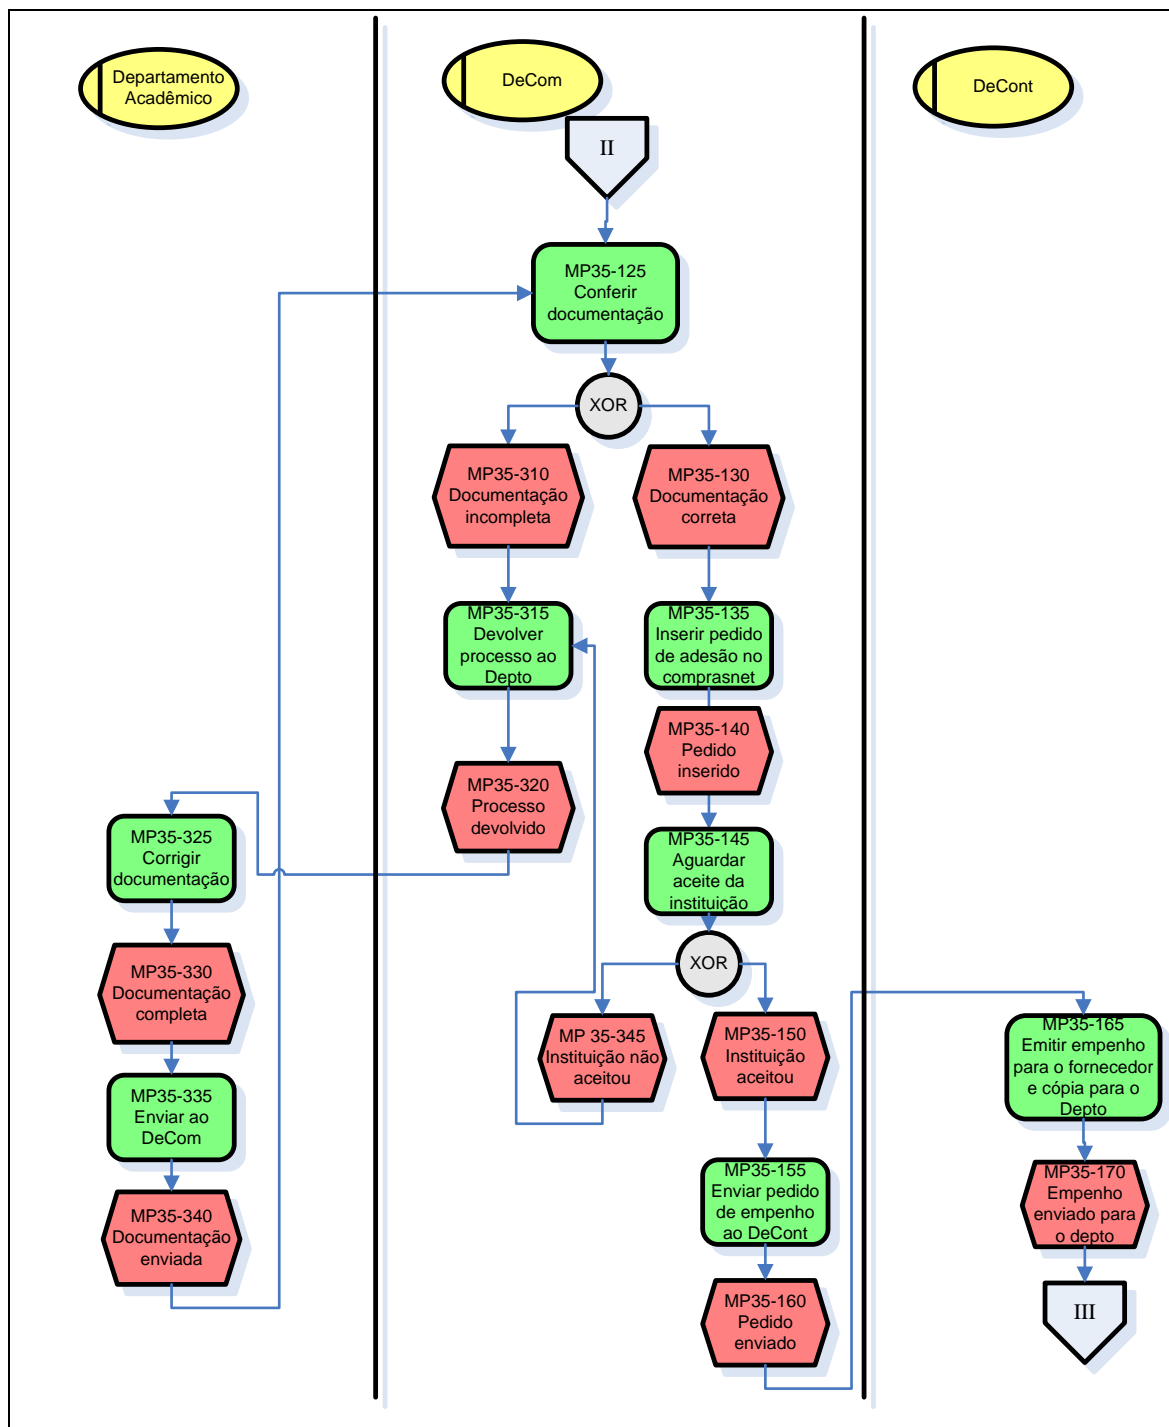 Departamento
Acadêmico
DeCom
DeCont
II
MP35-125
Conferir
documentação
XOR
MP35-310
Documentação
incompleta
MP35-130
Documentação
correta
MP35-315
Devolver
processo ao
Depto
MP35-135
Inserir pedido
de adesão no
comprasnet
MP35-140
Pedido
inserido
MP35-320
Processo
devolvido
MP35-325
Corrigir
documentação
MP35-145
Aguardar
aceite da
instituição
XOR
MP35-330
Documentação
completa
MP 35-345
Instituição não
aceitou
MP35-150
Instituição
aceitou
MP35-165
Emitir empenho
para o fornecedor
e cópia para o
Depto
MP35-335
Enviar ao
DeCom
MP35-155
Enviar pedido
de empenho
ao DeCont
MP35-170
Empenho
enviado para
o depto
MP35-340
Documentação
enviada
MP35-160
Pedido
enviado
III